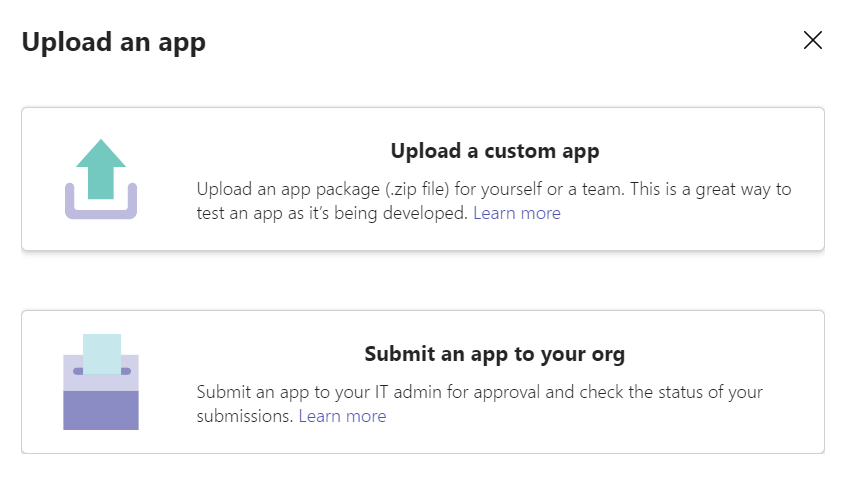 Upload an app
Upload a custom app
Upload an app package (.zip file) for yourself or a team. This is a great way to
test an app as it’s being developed. Learn more
Submit an app to your org
Submit an app to your IT admin for approval and check the status of your
submissions. Learn more